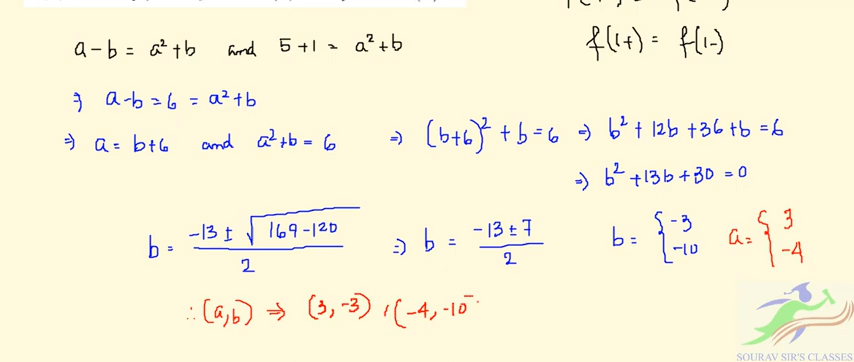 a-b = a²+b and 5+1 = a²+b f(1+) = f(1-)
⇒ a-b = 6 = a²+b
⇒ a = b+6 and a²+b = 6 ⇒ (b+6)² + b = 6 ⇒ b² + 12b + 36 + b = 6
⇒ b² + 13b + 30 = 0
b = (-13 ± √(169-120))/2 ⇒ b = (-13 ± 7)/2 b = { -3, -10 a = { 3, -4
∴ (a,b) ⇒ (3, -3), (-4, -10
SOURAV SIR'S CLASSES